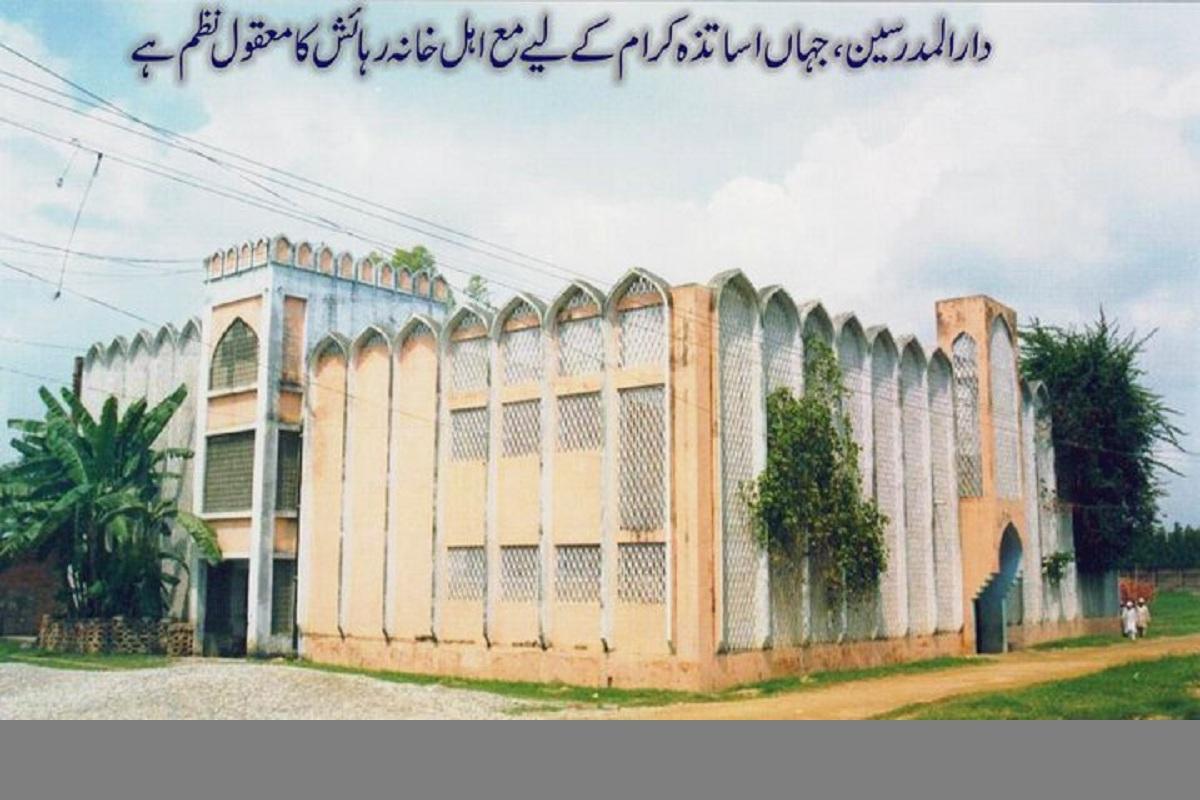 دارالمدرسین، جہاں اساتذہ کرام کے لیے مع اہل خانہ رہائش کا معقول نظم ہے